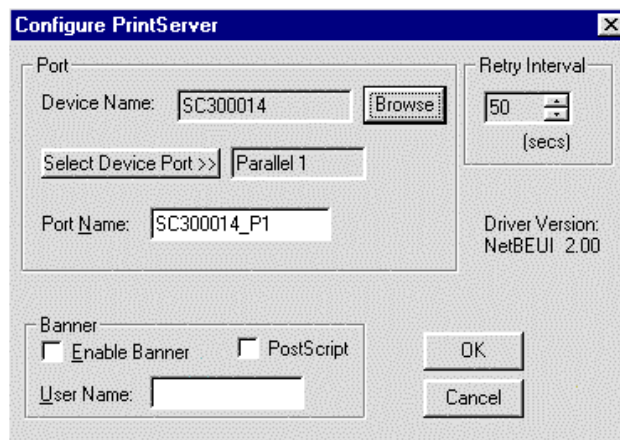 Configure PrintServer
Port
Device Name: SC300014 Browse
Select Device Port >> Parallel 1
Port Name: SC300014_P1
Retry Interval
50
(secs)
Driver Version:
NetBEUI 2.00
Banner
Enable Banner PostScript
User Name:
OK
Cancel